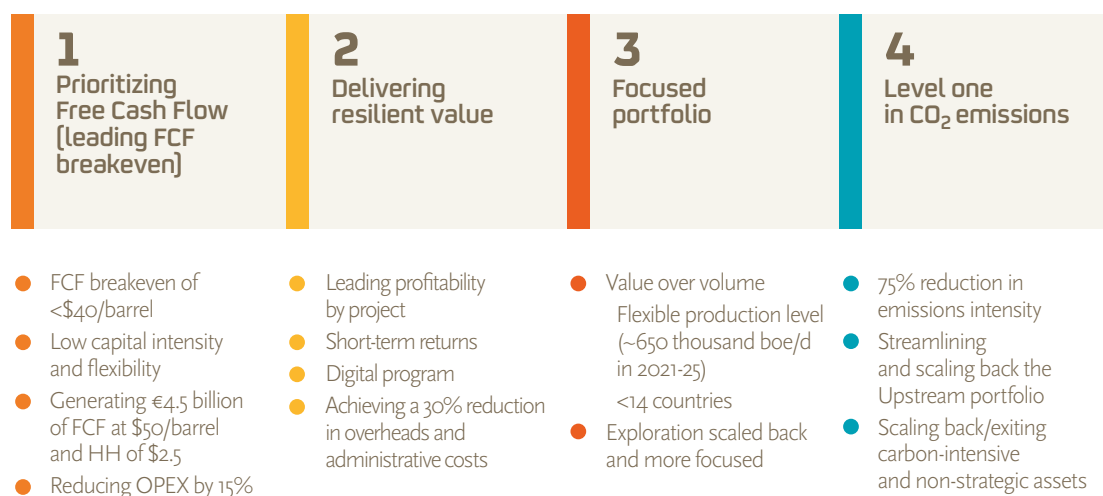 1
Prioritizing
Free Cash Flow
(leading FCF
breakeven)
FCF breakeven of
<$40/barrel
Low capital intensity
and flexibility
Generating €4.5 billion
of FCF at $50/barrel
and HH of $2.5
Reducing OPEX by 15%
2
Delivering
resilient value
Leading profitability
by project
Short-term returns
Digital program
Achieving a 30% reduction
in overheads and
administrative costs
3
Focused
portfolio
Value over volume
Flexible production level
(~650 thousand boe/d
in 2021-25)
<14 countries
Exploration scaled back
and more focused
4
Level one
in CO₂ emissions
75% reduction in
emissions intensity
Streamlining
and scaling back the
Upstream portfolio
Scaling back/exiting
carbon-intensive
and non-strategic assets